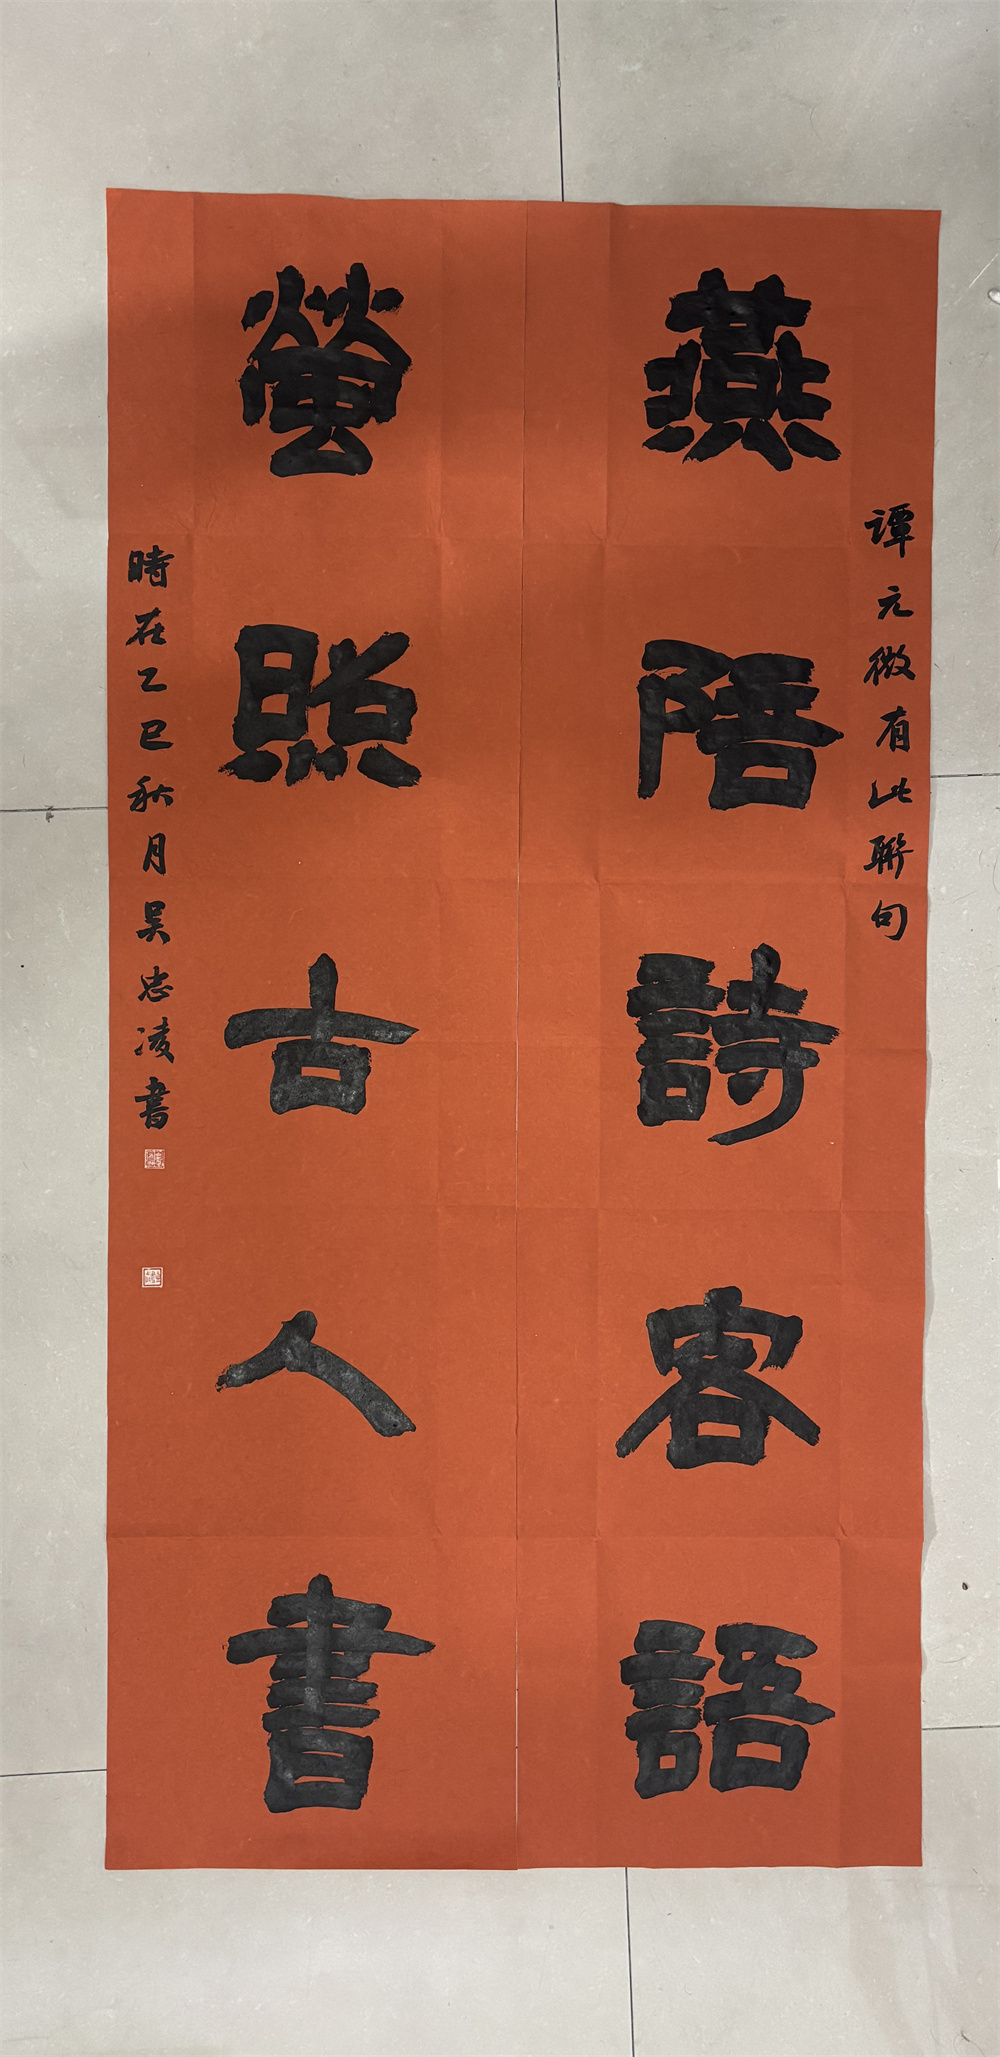 譚元微有此聯句
燕陪詩客語
螢照古人書
時在乙巳秋月吴忠凌書